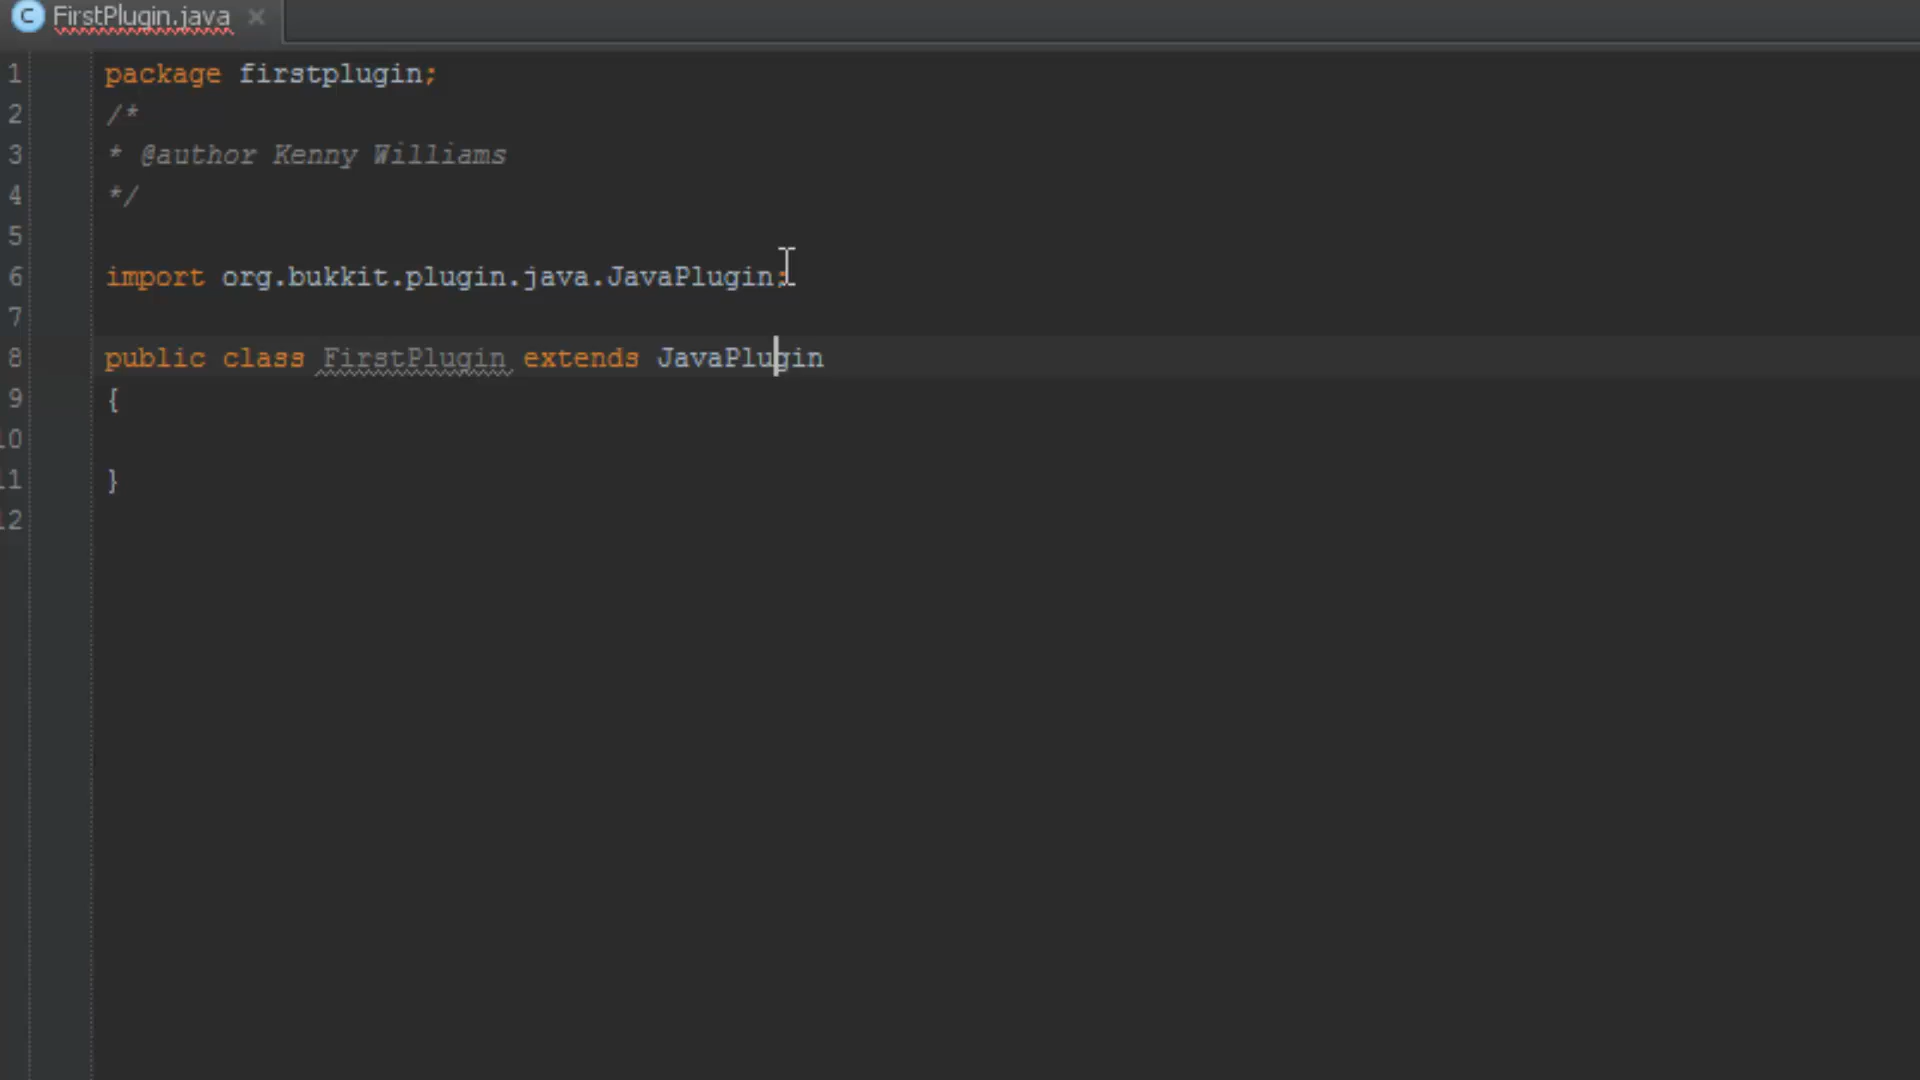 FirstPlugin.java
1 package firstplugin;
2 /*
3 * @author Kenny Williams
4 */
5
6 import org.bukkit.plugin.java.JavaPlugin;
7
8 public class FirstPlugin extends JavaPlugin
9 {
10
11 }
12